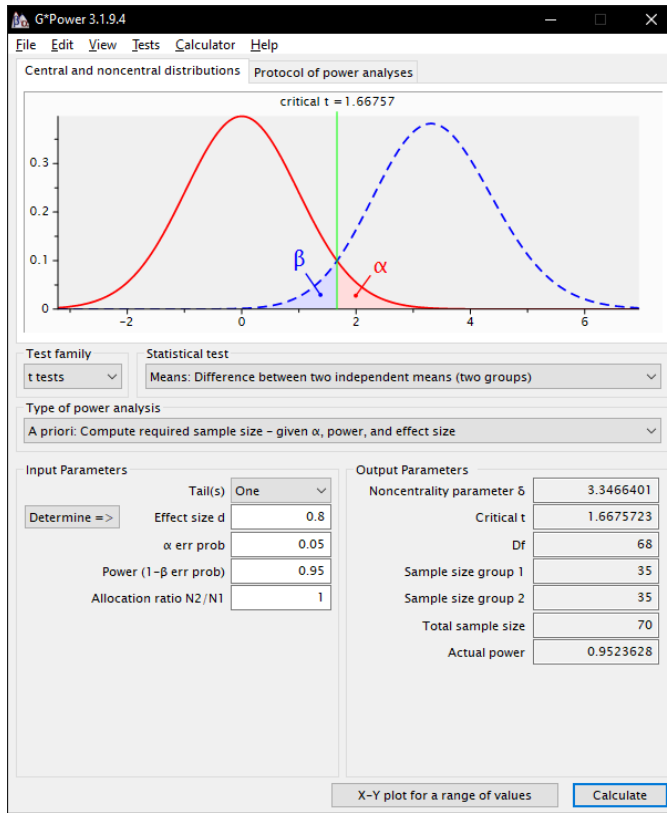 G*Power 3.1.9.4
File Edit View Tests Calculator Help
Central and noncentral distributions Protocol of power analyses
critical t = 1.66757
0.3
0.2
0.1
0
β
α
-2 0 2 4 6
Test family Statistical test
t tests Means: Difference between two independent means (two groups)
Type of power analysis
A priori: Compute required sample size – given α, power, and effect size
Input Parameters
Tail(s) One
Determine => Effect size d 0.8
α err prob 0.05
Power (1-β err prob) 0.95
Allocation ratio N2/N1 1
Output Parameters
Noncentrality parameter δ 3.3466401
Critical t 1.6675723
Df 68
Sample size group 1 35
Sample size group 2 35
Total sample size 70
Actual power 0.9523628
X-Y plot for a range of values Calculate